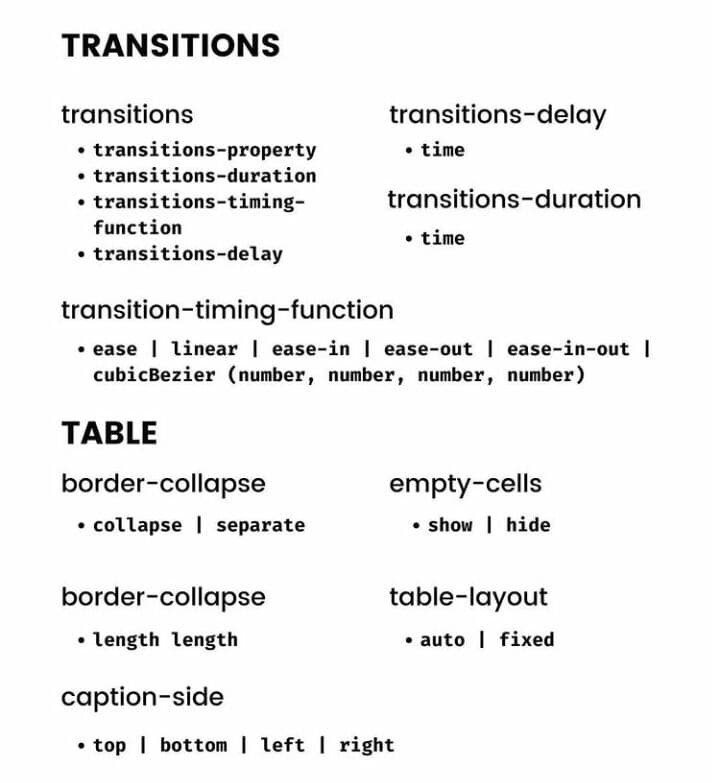 TRANSITIONS
transitions
• transitions-property
• transitions-duration
• transitions-timing-
function
• transitions-delay
transitions-delay
• time
transitions-duration
• time
transition-timing-function
• ease | linear | ease-in | ease-out | ease-in-out |
cubicBezier (number, number, number, number)
TABLE
border-collapse
• collapse | separate
empty-cells
• show | hide
border-collapse
• length length
table-layout
• auto | fixed
caption-side
• top | bottom | left | right